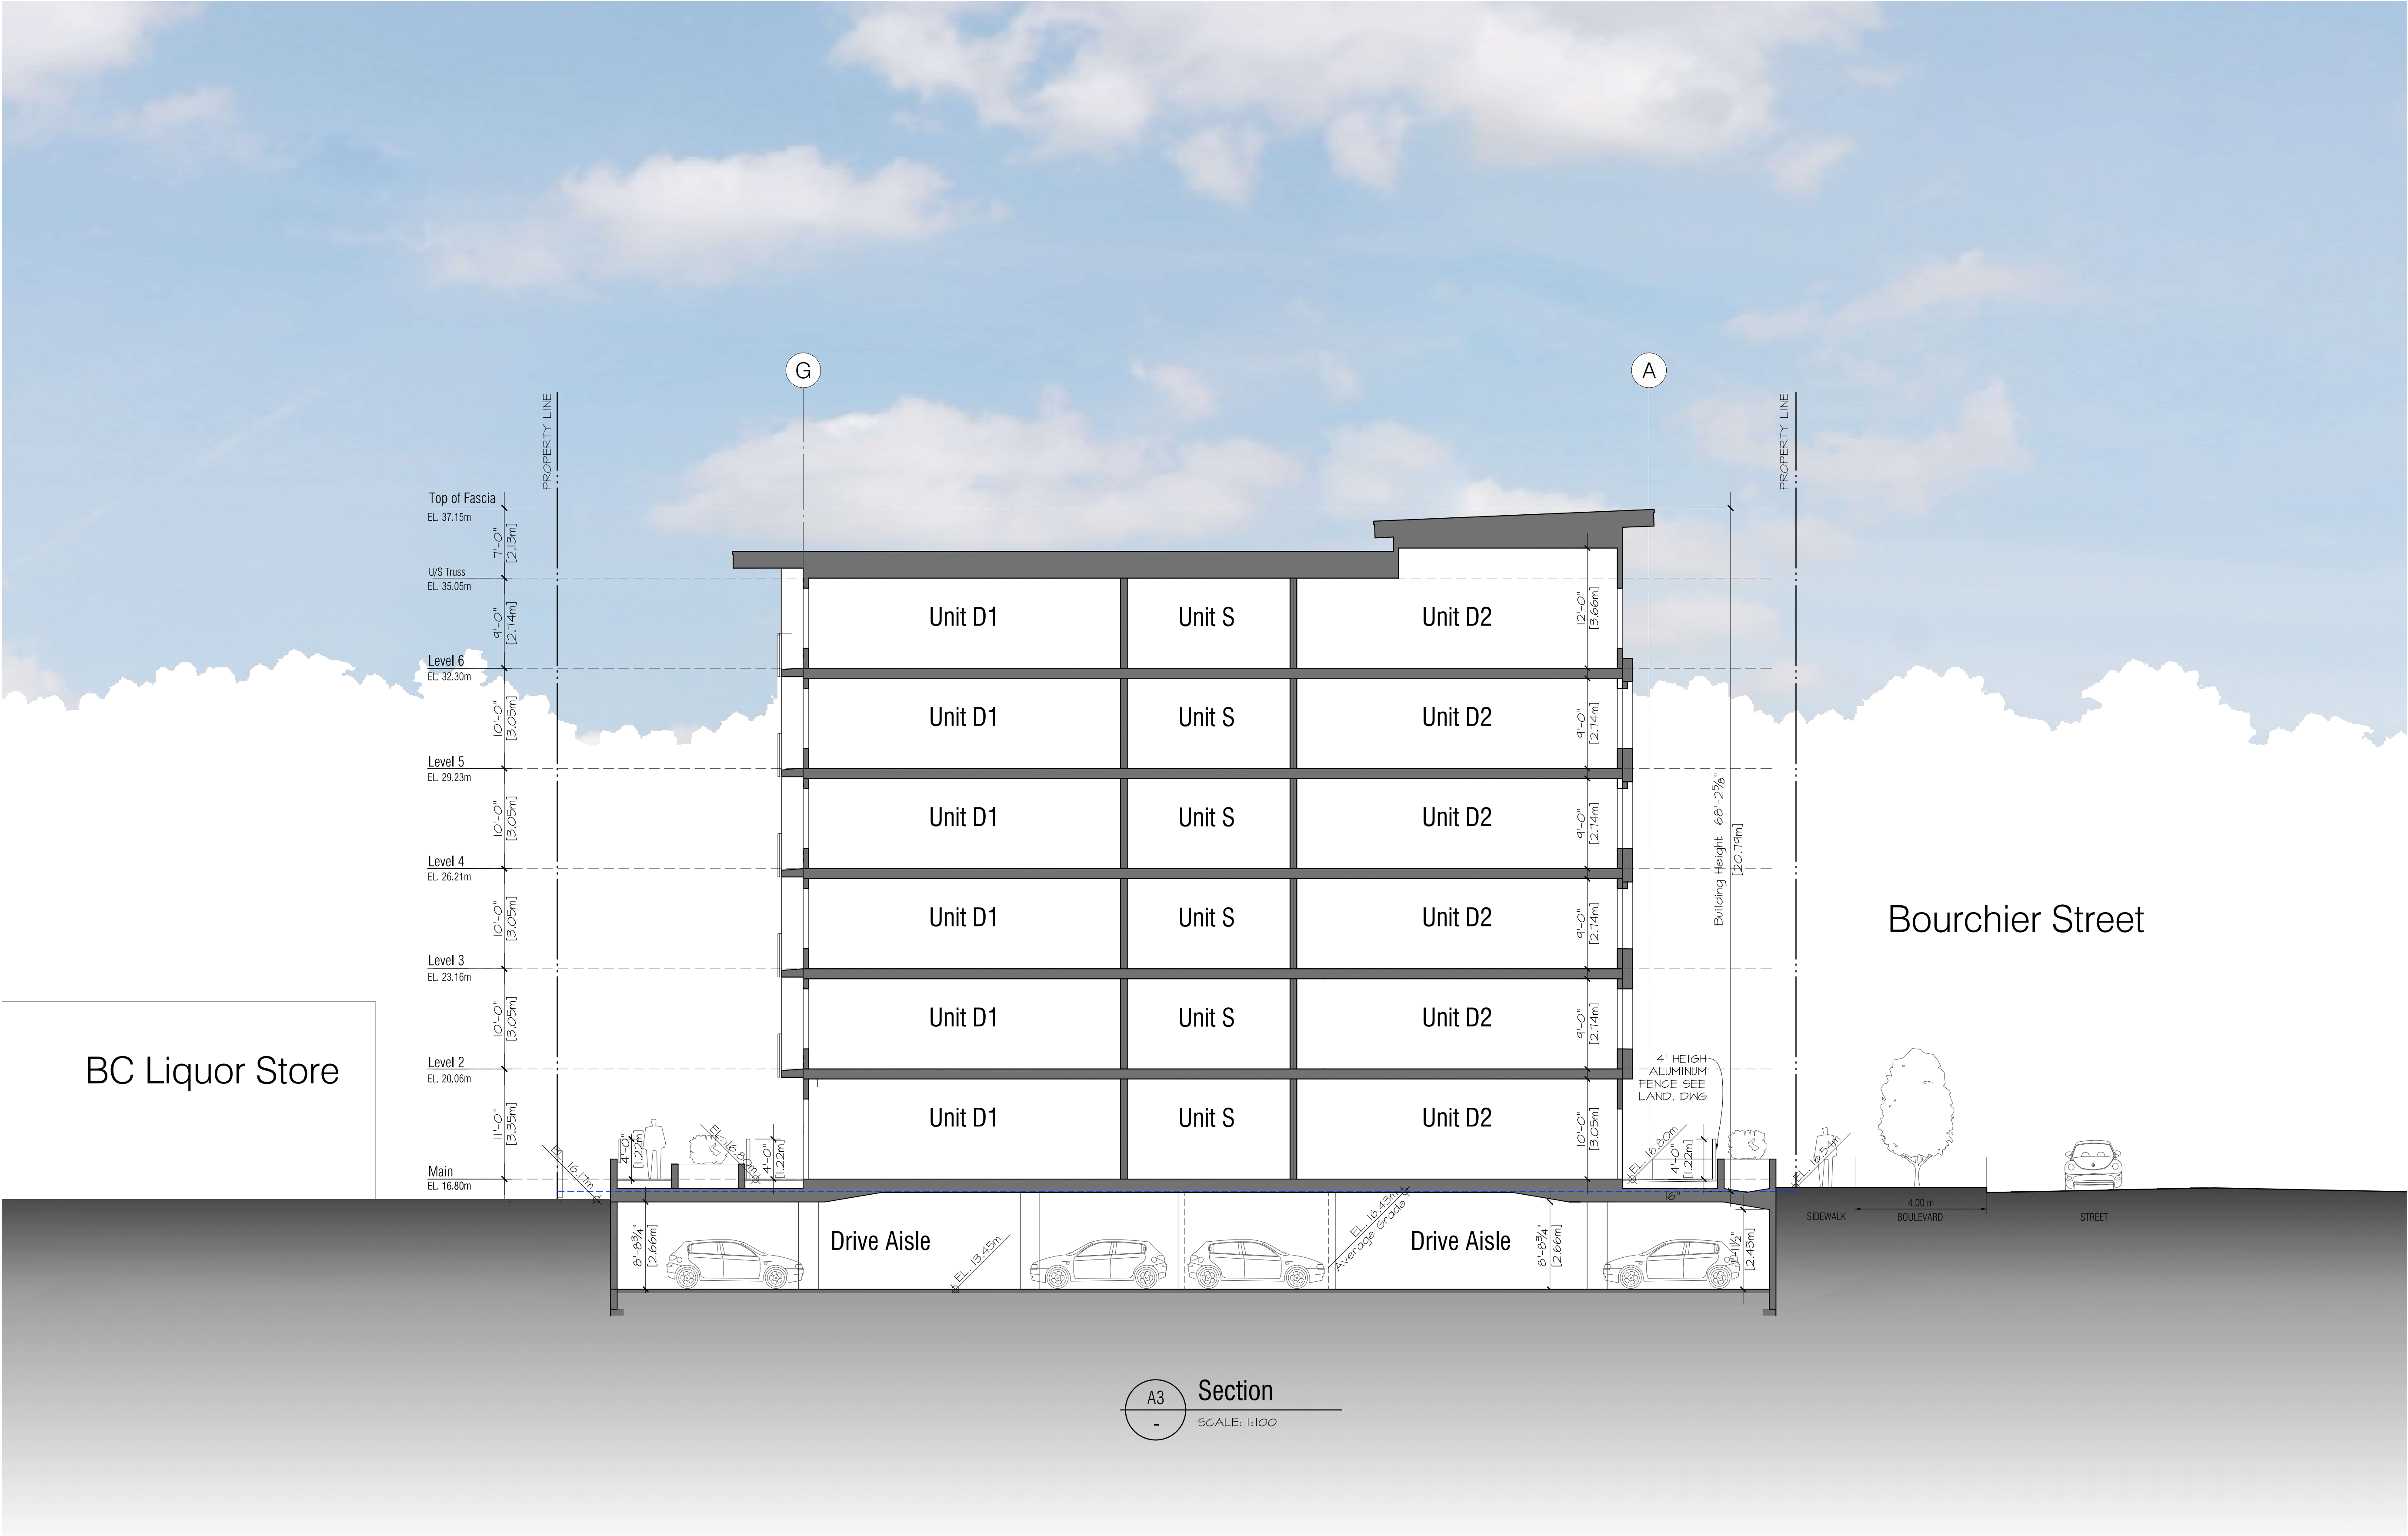 G
A
PROPERTY LINE
PROPERTY LINE
Top of Fascia
EL. 37.15m
7'-0"
[2.13m]
U/S Truss
EL. 35.05m
9'-0"
[2.74m]
Unit D1
Unit S
Unit D2
12'-0"
[3.66m]
Level 6
EL. 32.30m
10'-0"
[3.05m]
Unit D1
Unit S
Unit D2
9'-0"
[2.74m]
Level 5
EL. 29.23m
10'-0"
[3.05m]
Unit D1
Unit S
Unit D2
9'-0"
[2.74m]
Building Height 68'-2⅝"
[20.79m]
Level 4
EL. 26.21m
10'-0"
[3.05m]
Unit D1
Unit S
Unit D2
9'-0"
[2.74m]
Bourchier Street
Level 3
EL. 23.16m
10'-0"
[3.05m]
Unit D1
Unit S
Unit D2
9'-0"
[2.74m]
BC Liquor Store
Level 2
EL. 20.06m
11'-0"
[3.35m]
4' HEIGH
ALUMINUM
FENCE SEE
LAND. DWG
Unit D1
Unit S
Unit D2
10'-0"
[3.05m]
Main
EL. 16.80m
EL. 16.17m
4'-0"
[1.22m]
EL. 16.80m
4'-0"
[1.22m]
EL. 16.80m
4'-0"
[1.22m]
EL. 16.54m
16"
8'-8¾"
[2.66m]
Drive Aisle
EL. 13.45m
EL. 16.43m
Average Grade
Drive Aisle
8'-8¾"
[2.66m]
7'-11½"
[2.43m]
SIDEWALK
4.00 m
BOULEVARD
STREET
A3
-
Section
SCALE: 1:100